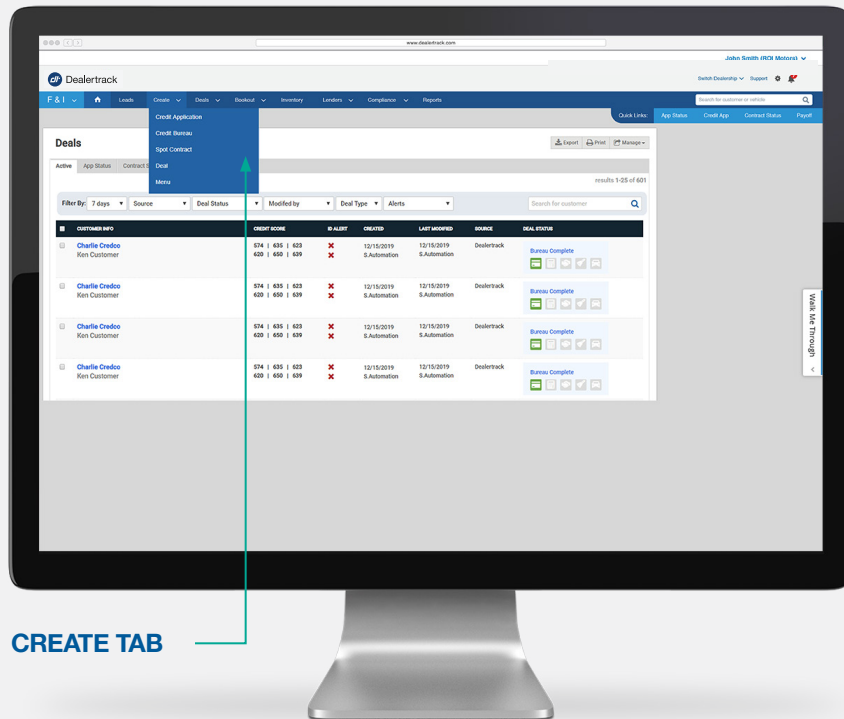 www.dealertrack.com
John Smith (ROI Motors)
dt Dealertrack
Switch Dealership Support
F & I Leads Create Deals Bookout Inventory Lenders Compliance Reports Search for customer or vehicle
Quick Links: App Status Credit App Contract Status Payoff
Credit Application
Credit Bureau
Spot Contract
Deal
Menu
Deals
Export Print Manage
Active App Status Contract S
results 1-25 of 601
Filter By: 7 days Source Deal Status Modifed by Deal Type Alerts Search for customer
CUSTOMER INFO CREDIT SCORE ID ALERT CREATED LAST MODIFIED SOURCE DEAL STATUS
Charlie Credco 574 | 635 | 623 12/15/2019 12/15/2019 Dealertrack Bureau Complete
Ken Customer 620 | 650 | 639 S.Automation S.Automation
Charlie Credco 574 | 635 | 623 12/15/2019 12/15/2019 Dealertrack Bureau Complete
Ken Customer 620 | 650 | 639 S.Automation S.Automation
Charlie Credco 574 | 635 | 623 12/15/2019 12/15/2019 Dealertrack Bureau Complete
Ken Customer 620 | 650 | 639 S.Automation S.Automation
Charlie Credco 574 | 635 | 623 12/15/2019 12/15/2019 Dealertrack Bureau Complete
Ken Customer 620 | 650 | 639 S.Automation S.Automation
Walk Me Through
CREATE TAB